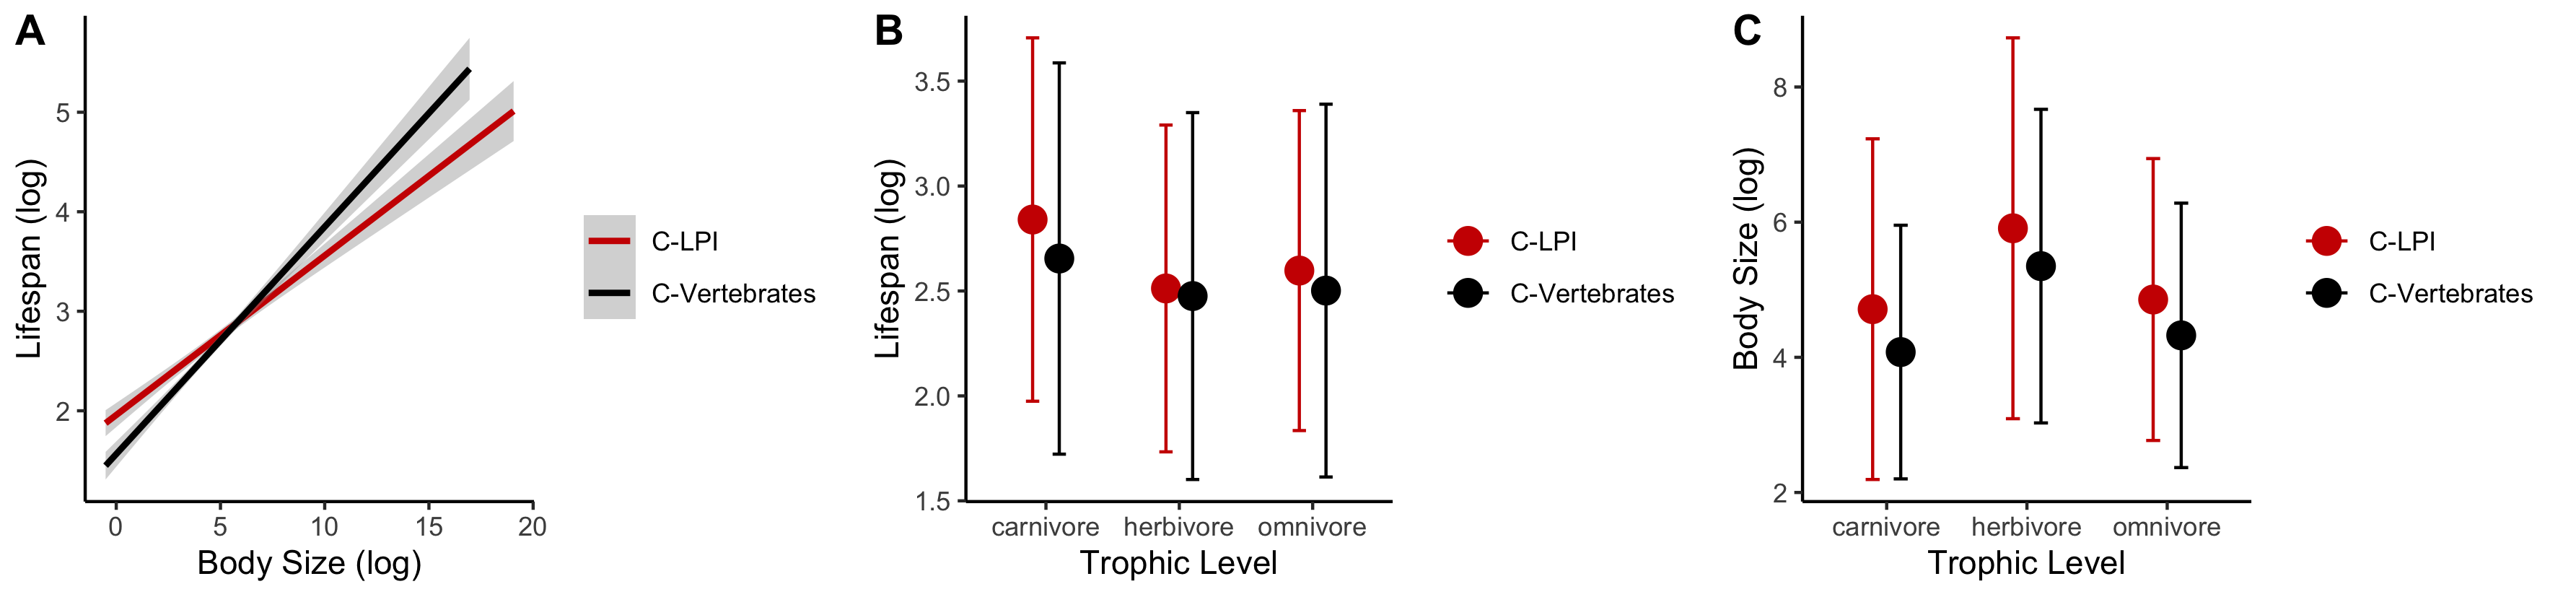 A
Lifespan (log)
5
4
3
2
0 5 10 15 20
Body Size (log)
C-LPI
C-Vertebrates
B
Lifespan (log)
3.5
3.0
2.5
2.0
1.5
carnivore herbivore omnivore
Trophic Level
C-LPI
C-Vertebrates
C
Body Size (log)
8
6
4
2
carnivore herbivore omnivore
Trophic Level
C-LPI
C-Vertebrates